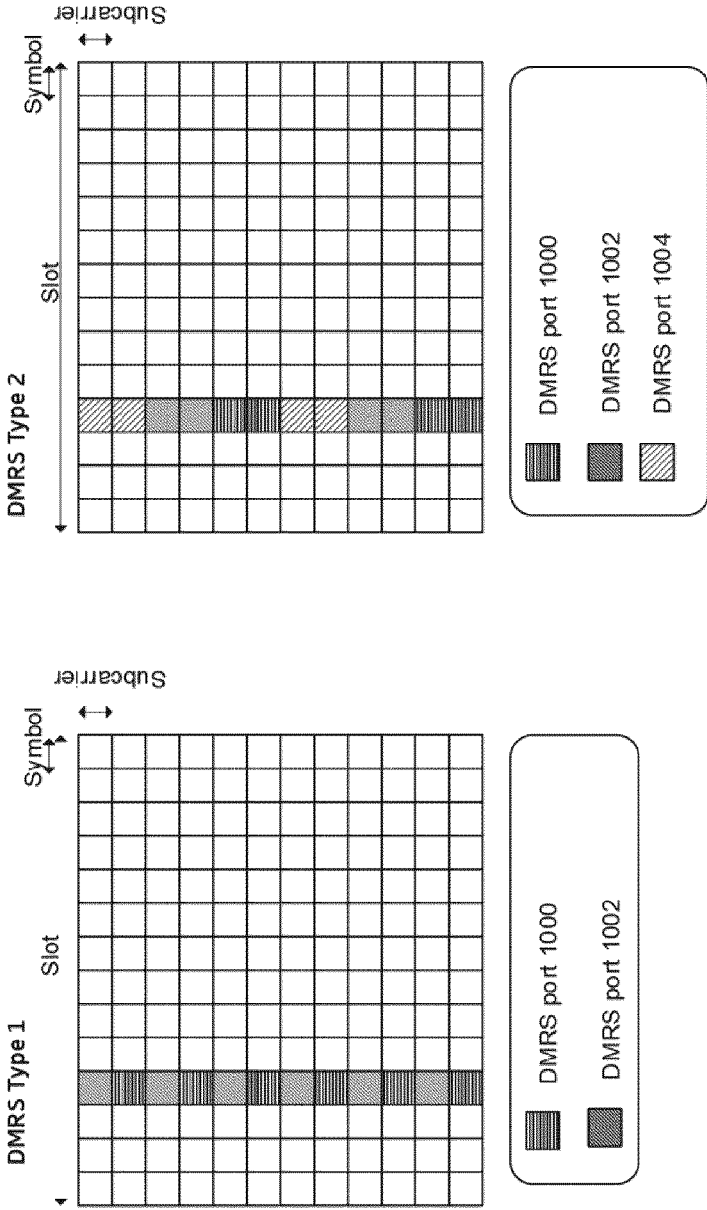 DMRS Type 1
Slot
Symbol
Subcarrier
DMRS port 1000
DMRS port 1002
DMRS Type 2
Slot
Symbol
Subcarrier
DMRS port 1000
DMRS port 1002
DMRS port 1004